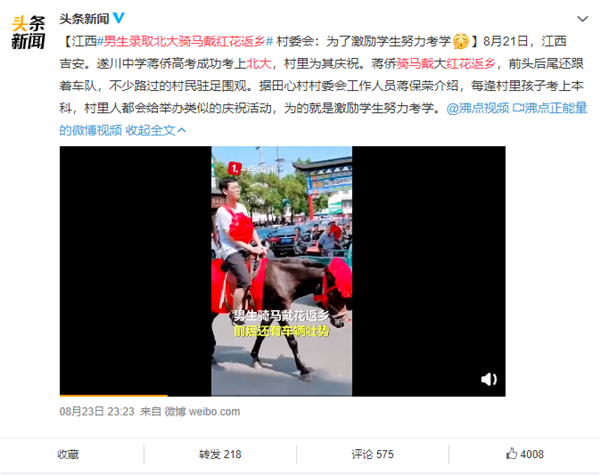 头条新闻
头条
新闻
【江西#男生录取北大骑马戴红花返乡# 村委会：为了激励学生努力考学】8月21日，江西
吉安。遂川中学蒋侨高考成功考上北大，村里为其庆祝。蒋侨骑马戴大红花返乡，前头后尾还跟
着车队，不少路过的村民驻足围观。据田心村村委会工作人员蒋保荣介绍，每逢村里孩子考上本
科，村里人都会给举办类似的庆祝活动，为的就是激励学生努力考学。@沸点视频 沸点正能量
的微博视频 收起全文
男生骑马戴花返乡
前后还有车辆壮势
08月23日 23:23 来自 微博 weibo.com
收藏
转发 218
评论 575
4008